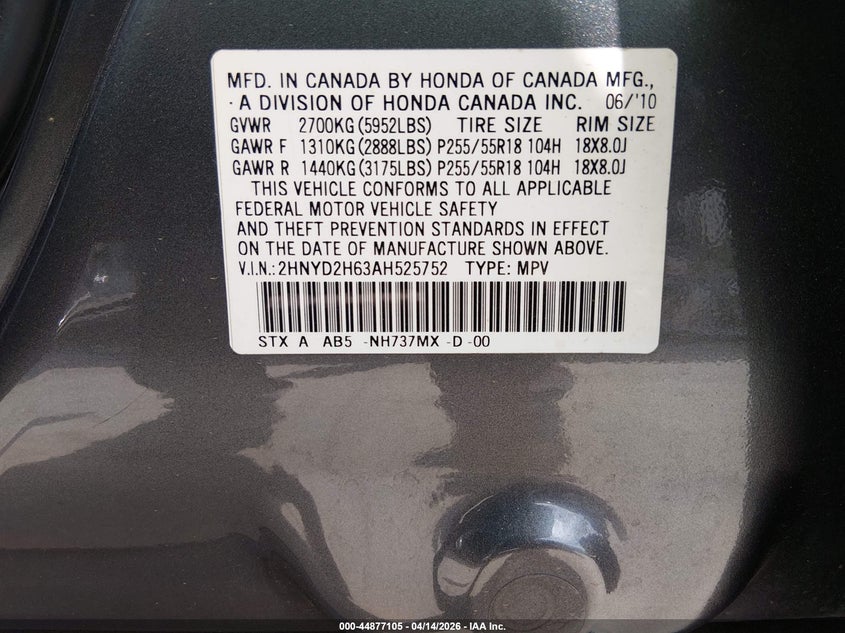 MFD. IN CANADA BY HONDA OF CANADA MFG.,
· A DIVISION OF HONDA CANADA INC. 06/'10
GVWR 2700KG (5952LBS) TIRE SIZE RIM SIZE
GAWR F 1310KG (2888LBS) P255/55R18 104H 18X8.0J
GAWR R 1440KG (3175LBS) P255/55R18 104H 18X8.0J
THIS VEHICLE CONFORMS TO ALL APPLICABLE
FEDERAL MOTOR VEHICLE SAFETY
AND THEFT PREVENTION STANDARDS IN EFFECT
ON THE DATE OF MANUFACTURE SHOWN ABOVE.
V.I.N.:2HNYD2H63AH525752 TYPE: MPV
STX A AB5 -NH737MX -D -00
000-44877105 - 04/14/2026 - IAA Inc.